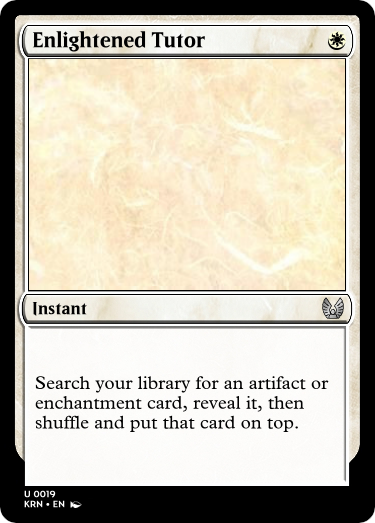 Enlightened Tutor
Instant
Search your library for an artifact or
enchantment card, reveal it, then
shuffle and put that card on top.
U 0019
KRN • EN